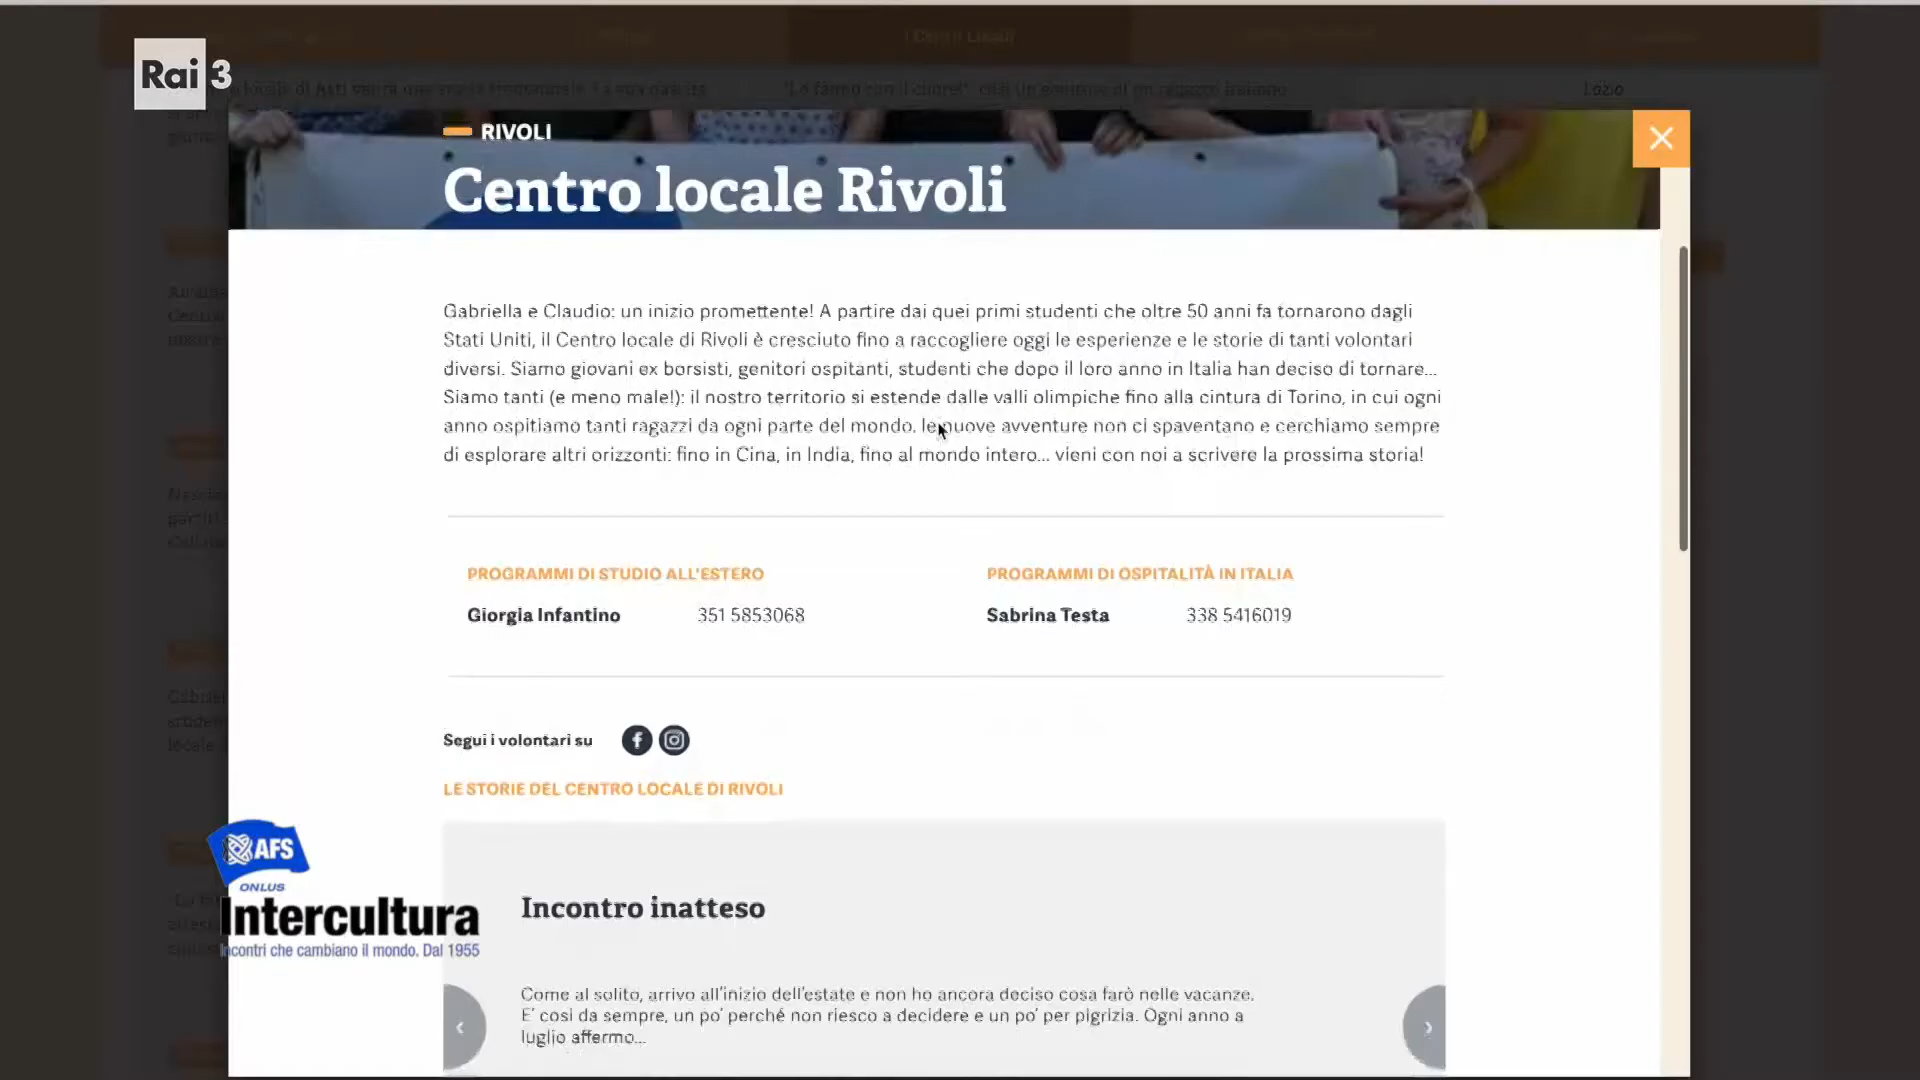 Rai 3
Lazio
RIVOLI
Centro locale Rivoli
Gabriella e Claudio: un inizio promettente! A partire dai quei primi studenti che oltre 50 anni fa tornarono dagli
Stati Uniti, il Centro locale di Rivoli è cresciuto fino a raccogliere oggi le esperienze e le storie di tanti volontari
diversi. Siamo giovani ex borsisti, genitori ospitanti, studenti che dopo il loro anno in Italia han deciso di tornare...
Siamo tanti (e meno male!): il nostro territorio si estende dalle valli olimpiche fino alla cintura di Torino, in cui ogni
anno ospitiamo tanti ragazzi da ogni parte del mondo. le nuove avventure non ci spaventano e cerchiamo sempre
di esplorare altri orizzonti: fino in Cina, in India, fino al mondo intero... vieni con noi a scrivere la prossima storia!
PROGRAMMI DI STUDIO ALL'ESTERO
Giorgia Infantino 351 5853068
PROGRAMMI DI OSPITALITÀ IN ITALIA
Sabrina Testa 338 5416019
Segui i volontari su
LE STORIE DEL CENTRO LOCALE DI RIVOLI
AFS
ONLUS
Intercultura
Incontri che cambiano il mondo. Dal 1955
Incontro inatteso
Come al solito, arrivo all'inizio dell'estate e non ho ancora deciso cosa farò nelle vacanze.
E' così da sempre, un po' perché non riesco a decidere e un po' per pigrizia. Ogni anno a
luglio affermo...